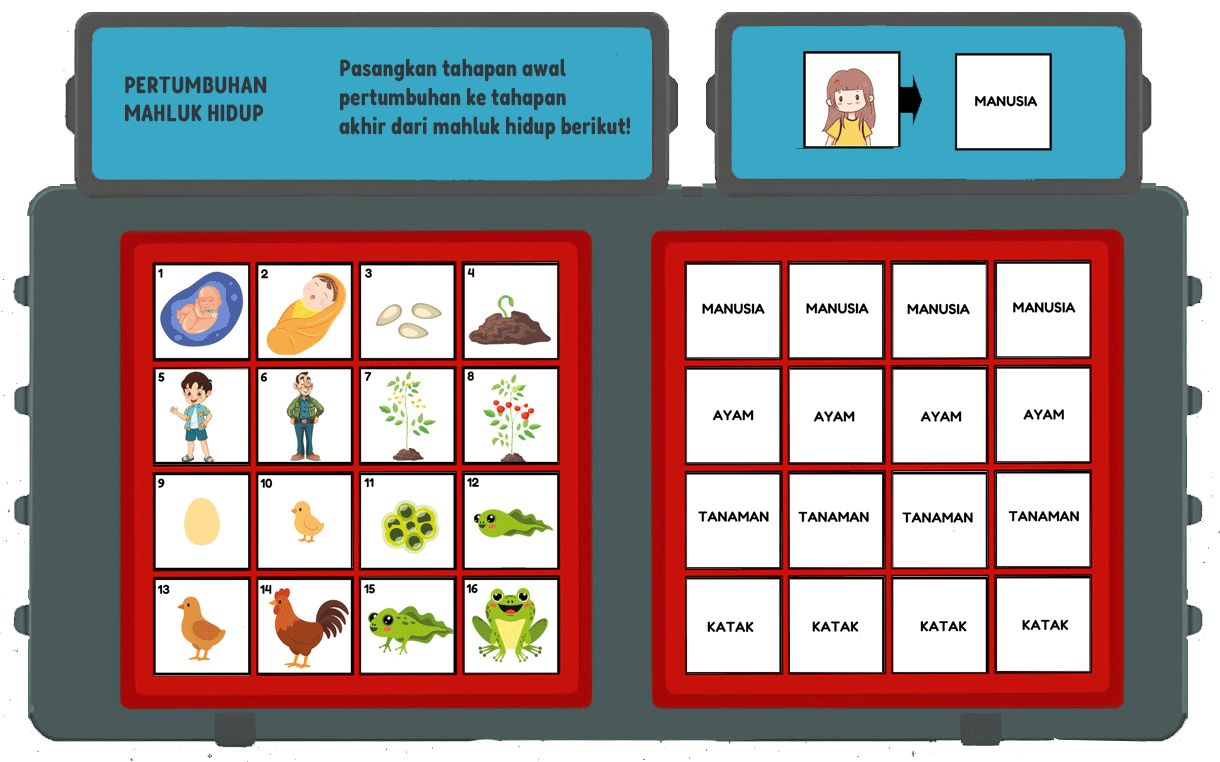 PERTUMBUHAN
MAHLUK HIDUP
Pasangkan tahapan awal
pertumbuhan ke tahapan
akhir dari mahluk hidup berikut!
MANUSIA
1 2 3 4
5 6 7 8
9 10 11 12
13 14 15 16
MANUSIA MANUSIA MANUSIA MANUSIA
AYAM AYAM AYAM AYAM
TANAMAN TANAMAN TANAMAN TANAMAN
KATAK KATAK KATAK KATAK